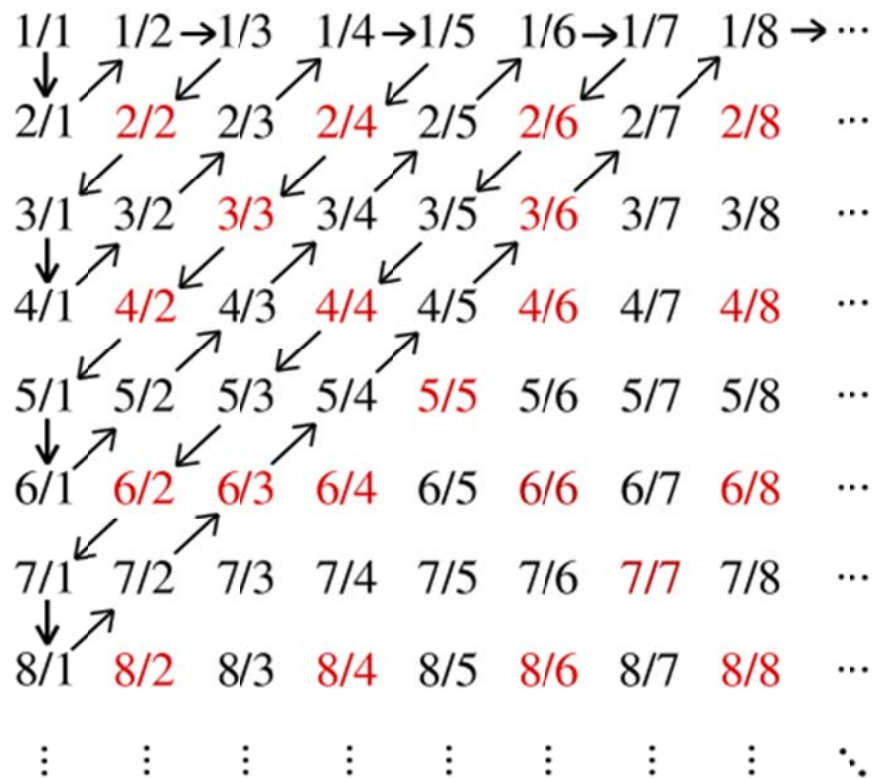 1/1 1/2 → 1/3 1/4 → 1/5 1/6 → 1/7 1/8 → ⋯
2/1 2/2 2/3 2/4 2/5 2/6 2/7 2/8 ⋯
3/1 3/2 3/3 3/4 3/5 3/6 3/7 3/8 ⋯
4/1 4/2 4/3 4/4 4/5 4/6 4/7 4/8 ⋯
5/1 5/2 5/3 5/4 5/5 5/6 5/7 5/8 ⋯
6/1 6/2 6/3 6/4 6/5 6/6 6/7 6/8 ⋯
7/1 7/2 7/3 7/4 7/5 7/6 7/7 7/8 ⋯
8/1 8/2 8/3 8/4 8/5 8/6 8/7 8/8 ⋯
⋮ ⋮ ⋮ ⋮ ⋮ ⋮ ⋮ ⋮ ⋱